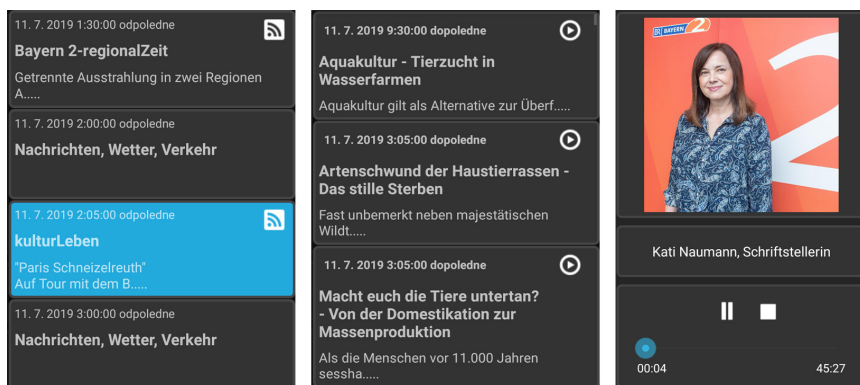 11. 7. 2019 1:30:00 odpoledne
Bayern 2-regionalZeit
Getrennte Ausstrahlung in zwei Regionen
A.....
11. 7. 2019 2:00:00 odpoledne
Nachrichten, Wetter, Verkehr
11. 7. 2019 2:05:00 odpoledne
kulturLeben
"Paris Schneizelreuth"
Auf Tour mit dem B.....
11. 7. 2019 3:00:00 odpoledne
Nachrichten, Wetter, Verkehr
11. 7. 2019 9:30:00 dopoledne
Aquakultur - Tierzucht in
Wasserfarmen
Aquakultur gilt als Alternative zur Überf.....
11. 7. 2019 3:05:00 dopoledne
Artenschwund der Haustierrassen -
Das stille Sterben
Fast unbemerkt neben majestätischen
Wildt.....
11. 7. 2019 3:05:00 dopoledne
Macht euch die Tiere untertan?
- Von der Domestikation zur
Massenproduktion
Als die Menschen vor 11.000 Jahren
sessha.....
BR BAYERN 2
2
Kati Naumann, Schriftstellerin
00:04
45:27